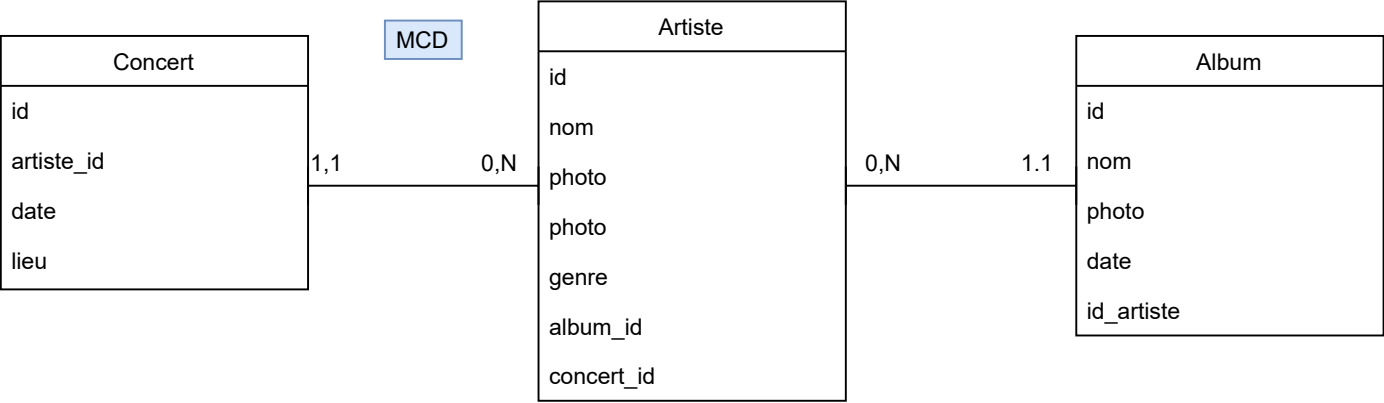 MCD
Concert
id
artiste_id
date
lieu
1,1
0,N
Artiste
id
nom
photo
photo
genre
album_id
concert_id
0,N
1.1
Album
id
nom
photo
date
id_artiste